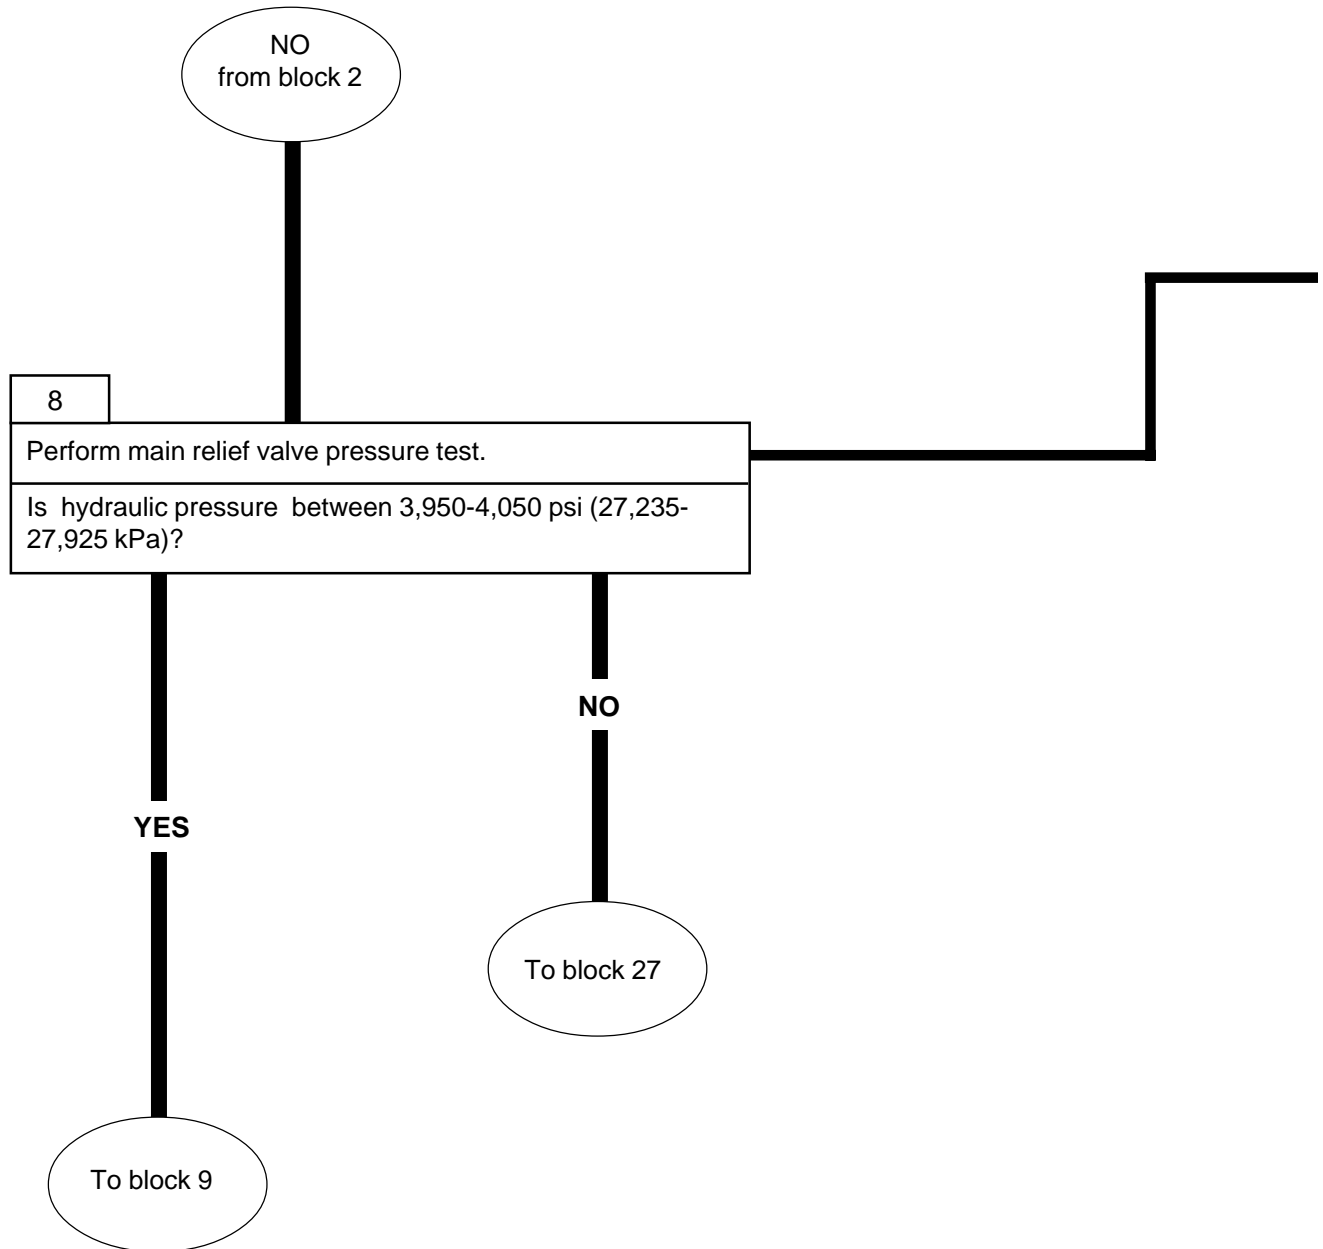 NO
from block 2
8
Perform main relief valve pressure test.
Is hydraulic pressure between 3,950-4,050 psi (27,235-
27,925 kPa)?
NO
YES
To block 27
To block 9